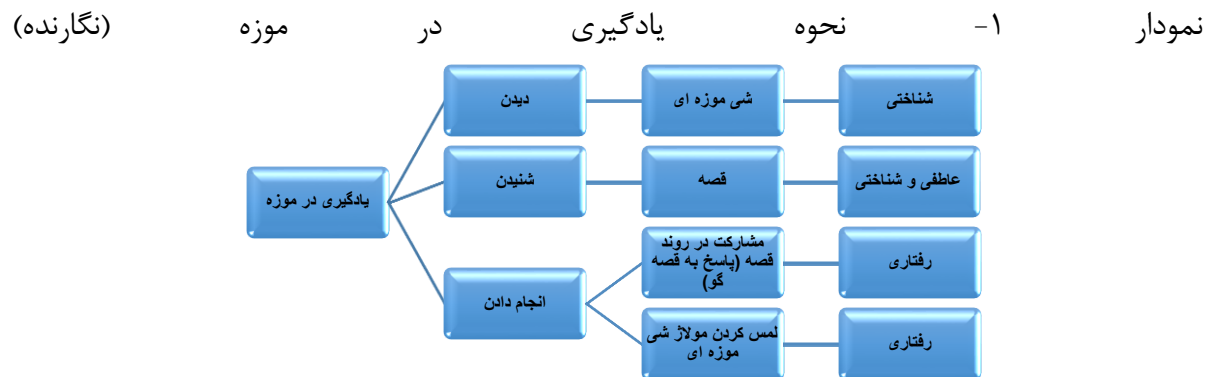 نمودار ۱- نحوه یادگیری در موزه (نگارنده)
یادگیری در موزه
دیدن
شی موزه ای
شناختی
شنیدن
قصه
عاطفی و شناختی
انجام دادن
مشارکت در روند
قصه (پاسخ به قصه
گو)
رفتاری
لمس کردن مولاژ شی
موزه ای
رفتاری